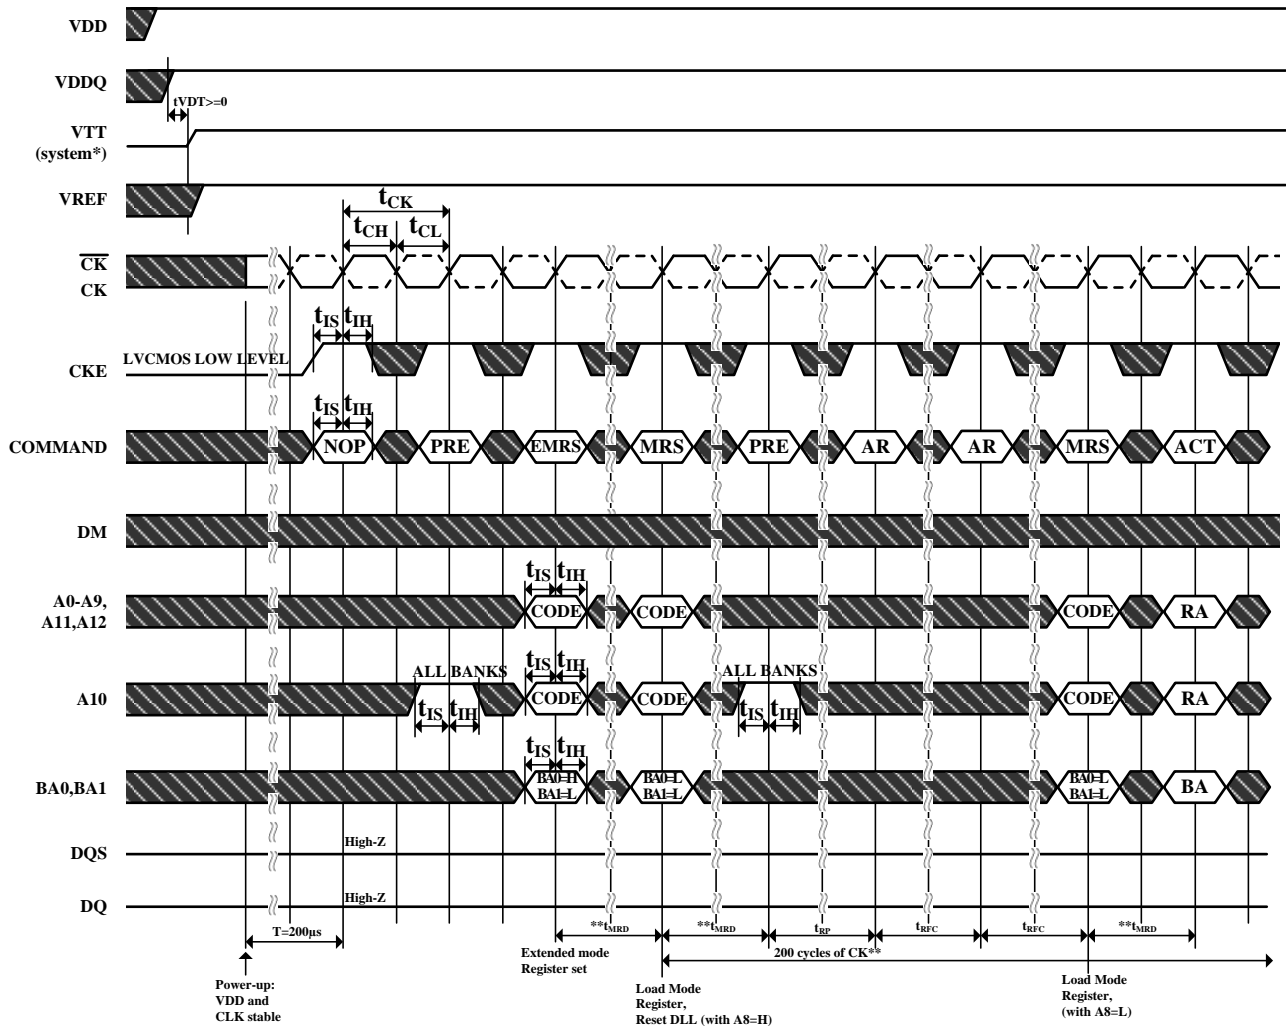 VDD
VDDQ
tVDT>=0
VTT
(system*)
VREF
tCK
tCH tCL
CK
CK
tIS tIH
LVCMOS LOW LEVEL
CKE
tIS tIH
COMMAND NOP PRE EMRS MRS PRE AR AR MRS ACT
DM
tIS tIH
A0-A9,
A11,A12
CODE CODE CODE RA
ALL BANKS tIS tIH ALL BANKS
A10 CODE CODE CODE RA
tIS tIH tIS tIH
tIS tIH
BA0,BA1
BA0=H BA0=L BA0=L
BA1=L BA1=L BA1=L
BA
High-Z
DQS
High-Z
DQ
T=200µs **tMRD **tMRD tRP tRFC tRFC **tMRD
200 cycles of CK**
Extended mode
Register set
Power-up:
VDD and
CLK stable
Load Mode
Register,
Reset DLL (with A8=H)
Load Mode
Register,
(with A8=L)